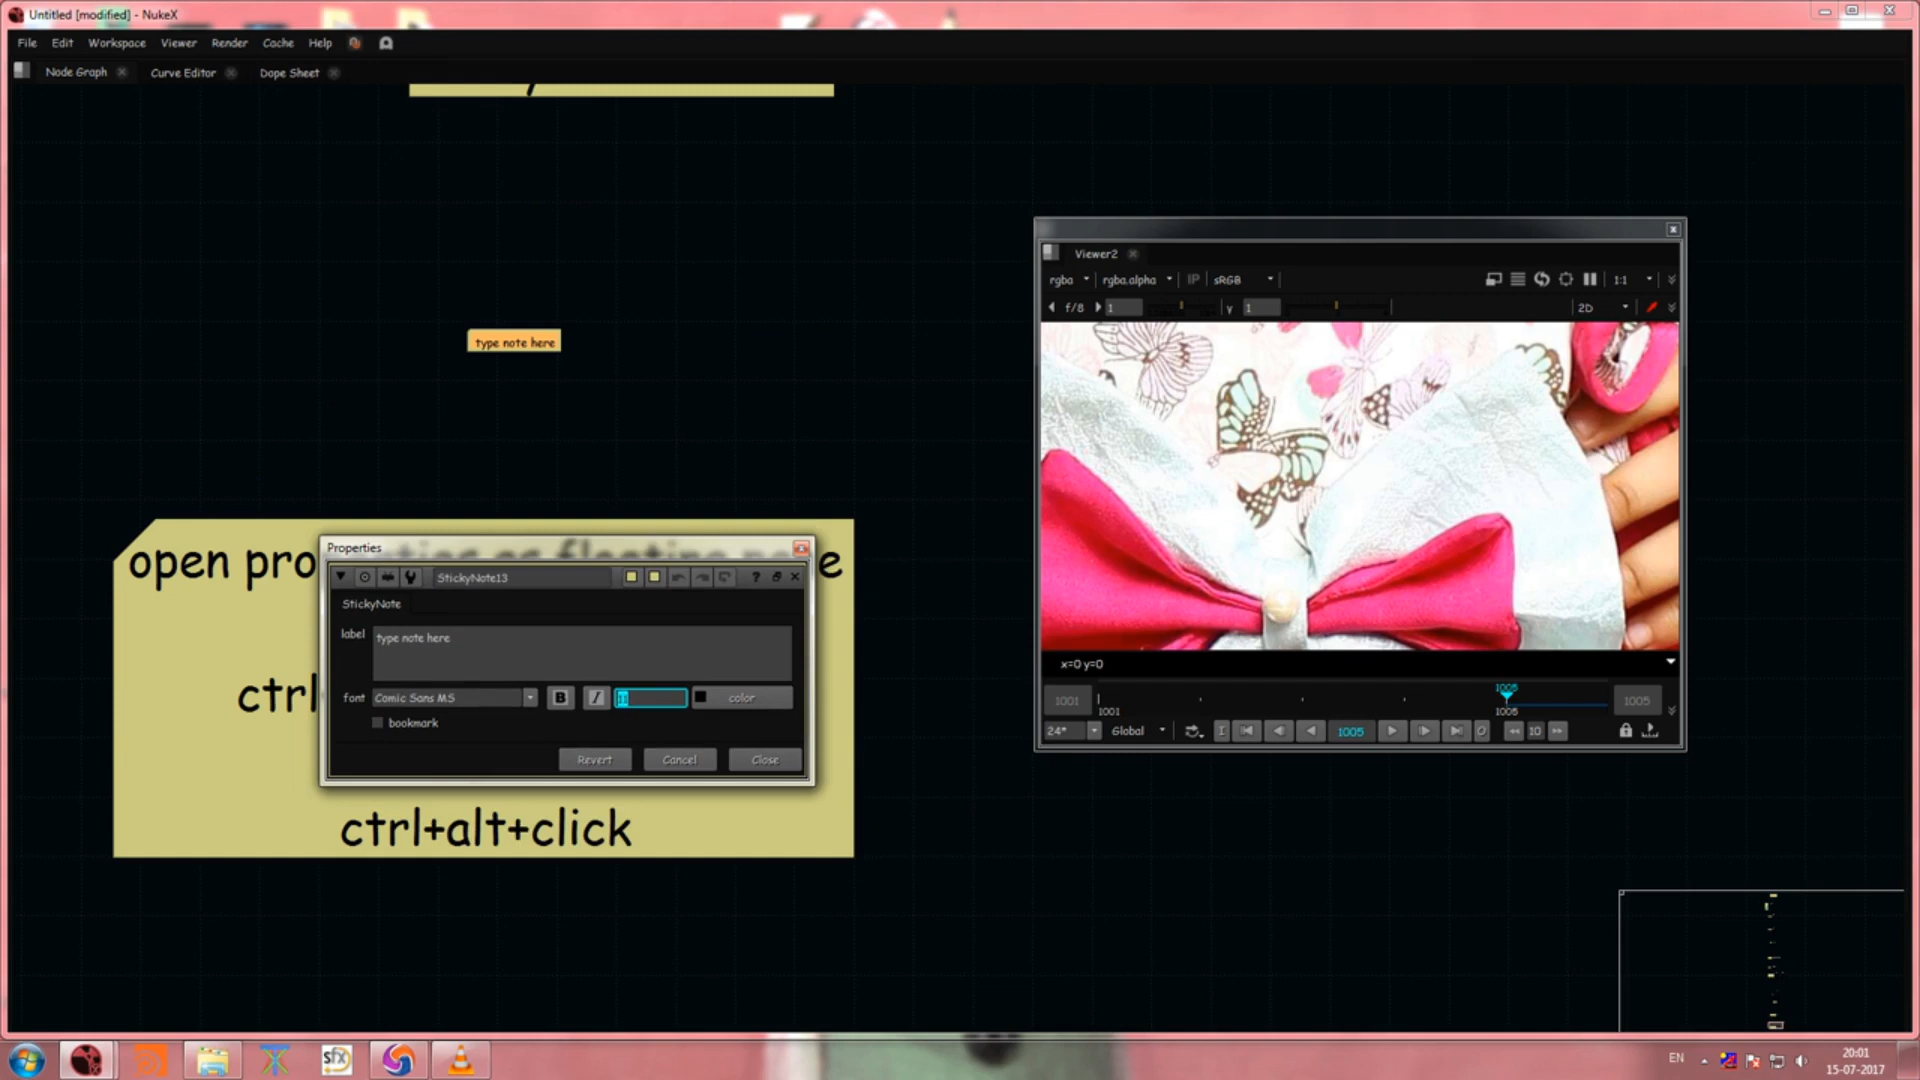 Untitled [modified] - NukeX
File Edit Workspace Viewer Render Cache Help
Node Graph Curve Editor Dope Sheet
type note here
open pro
e
ctrl
ctrl+alt+click
Properties
StickyNote13
?
StickyNote
label type note here
font Comic Sans MS B I color
bookmark
Revert Cancel Close
Viewer2
rgba rgba.alpha IP sRGB 1:1
f/8 1 y 1 2D
x=0 y=0
1001 1001 1005 1005 1005
24* Global I 1005 O 10
sfx
EN
20:01
15-07-2017